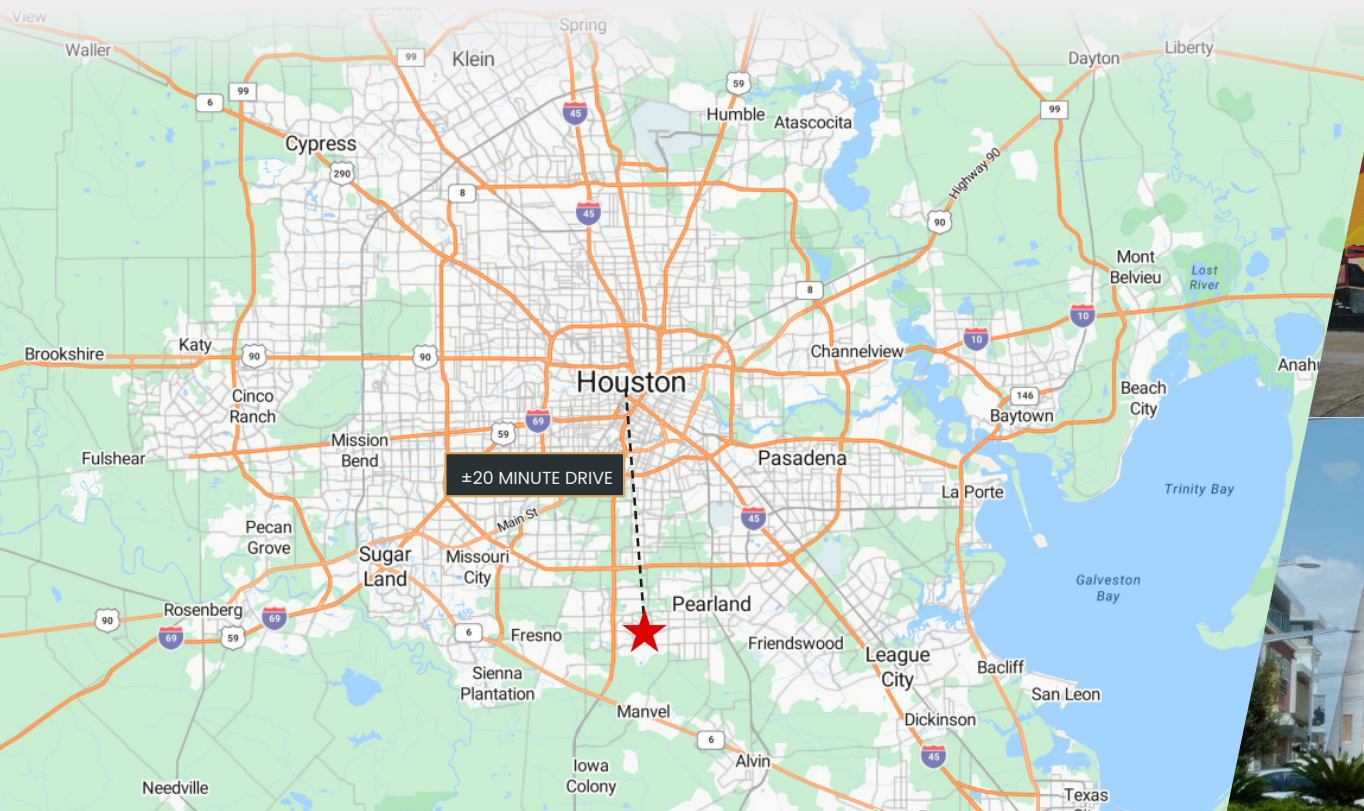 View
Spring
Waller
Klein
99
Dayton
Liberty
99
6
59
45
Humble
Atascocita
99
Cypress
290
Highway 90
8
45
90
Mont
Belvieu
Lost
River
8
10
10
Brookshire
Katy
90
90
Channelview
Houston
Cinco
Ranch
146
Baytown
Beach
City
69
59
Mission
Bend
Fulshear
Pasadena
±20 MINUTE DRIVE
La Porte
Trinity Bay
Main St
45
Pecan
Grove
Sugar
Land
Missouri
City
Galveston
Bay
Rosenberg
90
69
69
59
Pearland
6
Fresno
Friendswood
League
City
Bacliff
Sienna
Plantation
San Leon
Manvel
Dickinson
6
45
Alvin
Iowa
Colony
Needville
Texas